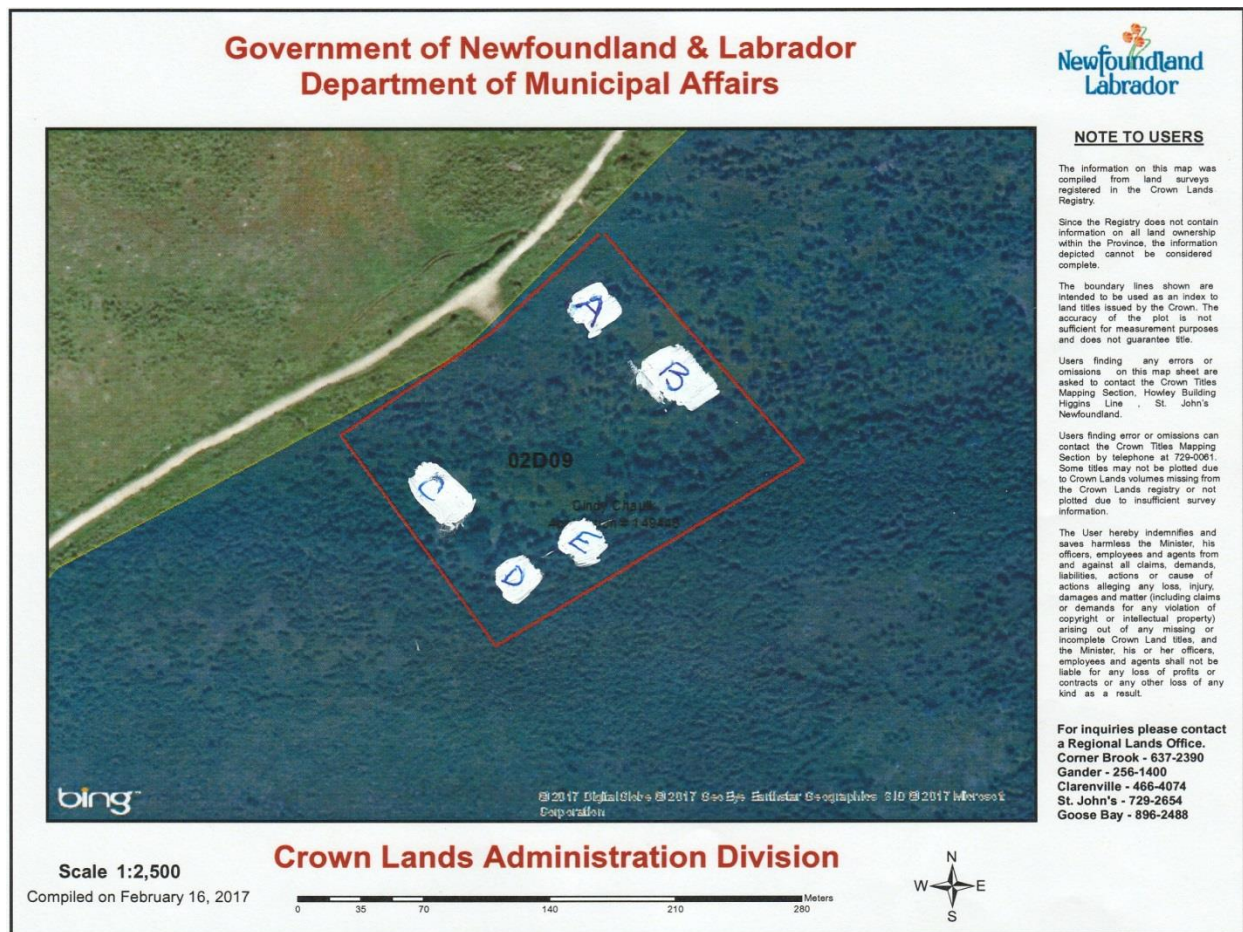 Government of Newfoundland & Labrador
Department of Municipal Affairs
Newfoundland
Labrador
NOTE TO USERS
The information on this map was
compiled from land surveys
registered in the Crown Lands
Registry.
Since the Registry does not contain
information on all land ownership
within the Province, the information
depicted cannot be considered
complete.
The boundary lines shown are
intended to be used as an index to
land titles issued by the Crown. The
accuracy of the plot is not
sufficient for measurement purposes
and does not guarantee title.
Users finding any errors or
omissions on this map sheet are
asked to contact the Crown Titles
Mapping Section, Howley Building
Higgins Line , St. John's
Newfoundland.
Users finding error or omissions can
contact the Crown Titles Mapping
Section by telephone at 729-0061.
Some titles may not be plotted due
to Crown Lands volumes missing from
the Crown Lands registry or not
plotted due to insufficient survey
information.
The User hereby indemnifies and
saves harmless the Minister, his
officers, employees and agents from
and against all claims, demands,
liabilities, actions or cause of
actions alleging any loss, injury,
damages and matter (including claims
or demands for any violation of
copyright or intellectual property)
arising out of any missing or
incomplete Crown Land titles, and
the Minister, his or her officers,
employees and agents shall not be
liable for any loss of profits or
contracts or any other loss of any
kind as a result.
For inquiries please contact
a Regional Lands Office.
Corner Brook - 637-2390
Gander - 256-1400
Clarenville - 466-4074
St. John's - 729-2654
Goose Bay - 896-2488
A
B
02D09
C
Cindy Chaulk
E
D
bing™
© 2017 DigitalGlobe © 2017 GeoEye Earthstar Geographics SIO © 2017 Microsoft
Corporation
Scale 1:2,500
Compiled on February 16, 2017
Crown Lands Administration Division
Meters
0 35 70 140 210 280
N
W E
S